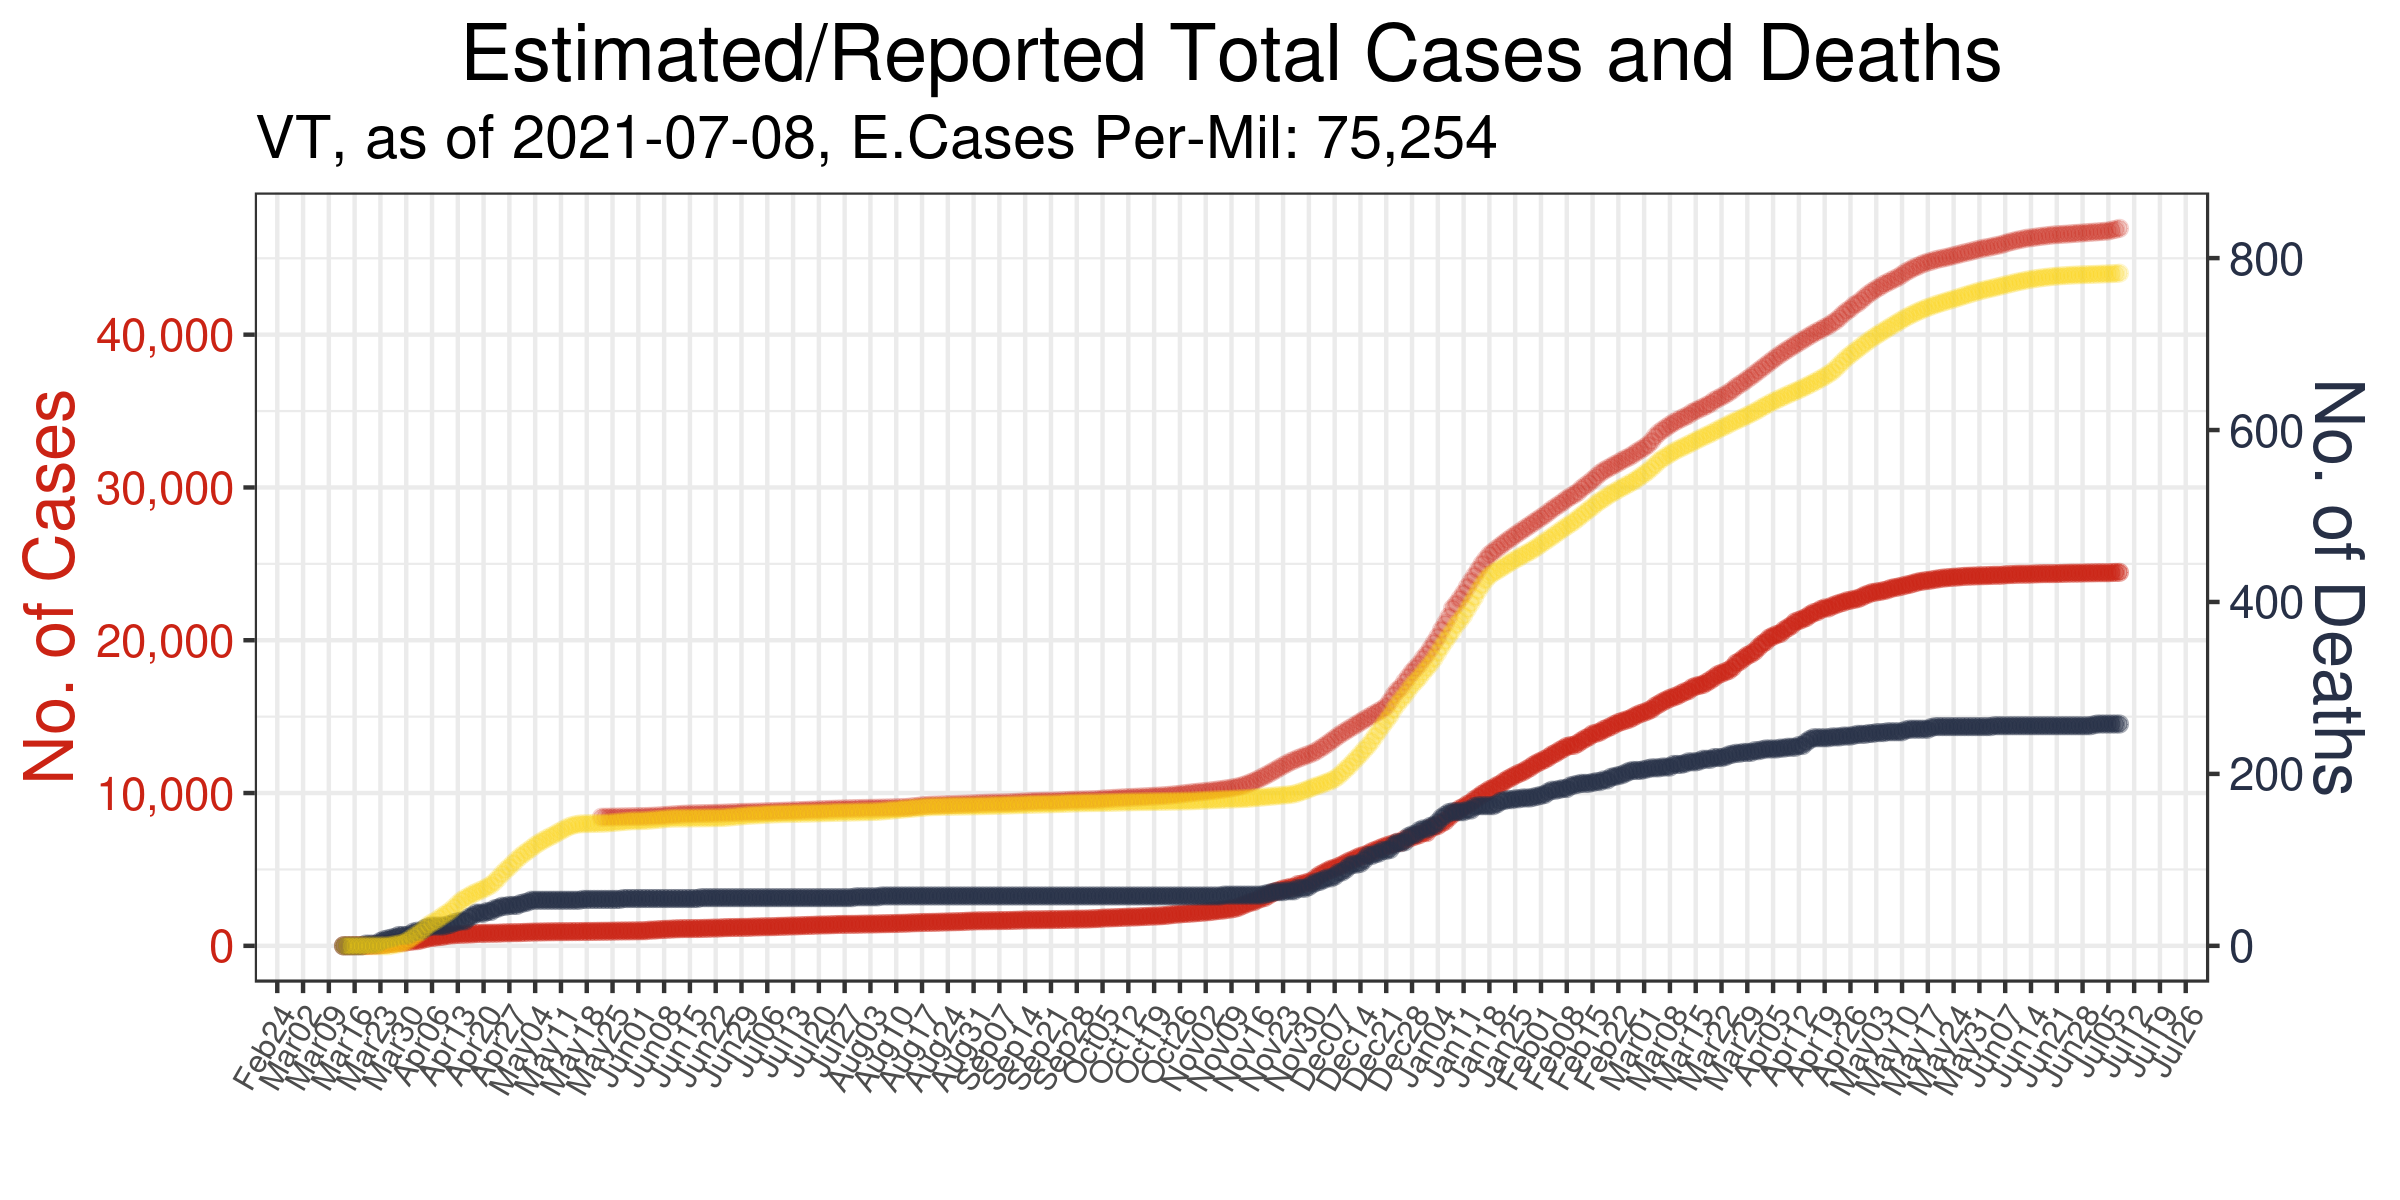 Estimated/Reported Total Cases and Deaths
VT, as of 2021-07-08, E.Cases Per-Mil: 75,254
No. of Cases
40,000
30,000
20,000
10,000
0
800
600
400
200
0
No. of Deaths
Feb24
Mar02
Mar09
Mar16
Mar23
Mar30
Apr06
Apr13
Apr20
Apr27
May04
May11
May18
May25
Jun01
Jun08
Jun15
Jun22
Jun29
Jul06
Jul13
Jul20
Jul27
Aug03
Aug10
Aug17
Aug24
Aug31
Sep07
Sep14
Sep21
Sep28
Oct05
Oct12
Oct19
Oct26
Nov02
Nov09
Nov16
Nov23
Nov30
Dec07
Dec14
Dec21
Dec28
Jan04
Jan11
Jan18
Jan25
Feb01
Feb08
Feb15
Feb22
Mar01
Mar08
Mar15
Mar22
Mar29
Apr05
Apr12
Apr19
Apr26
May03
May10
May17
May24
May31
Jun07
Jun14
Jun21
Jun28
Jul05
Jul12
Jul19
Jul26